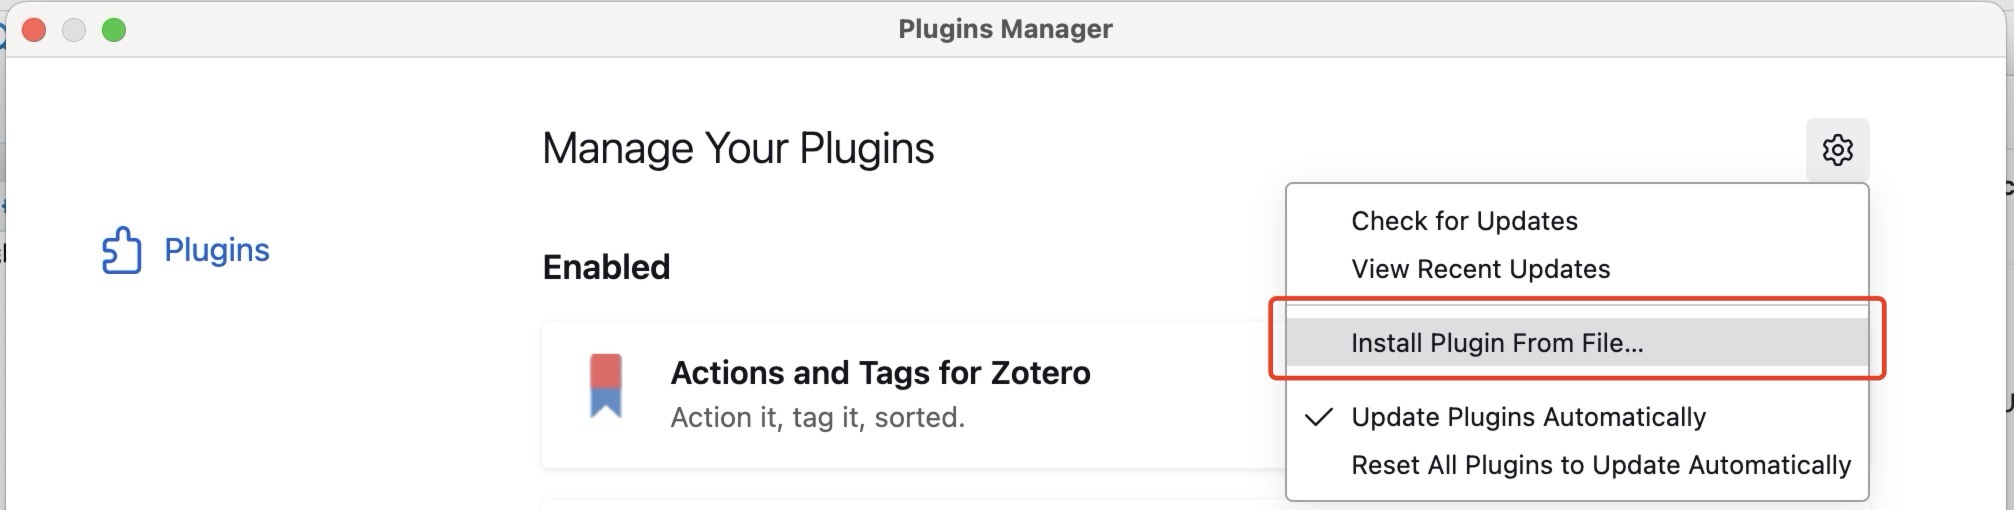 Plugins Manager
Manage Your Plugins
Plugins
Enabled
Actions and Tags for Zotero
Action it, tag it, sorted.
Check for Updates
View Recent Updates
Install Plugin From File...
Update Plugins Automatically
Reset All Plugins to Update Automatically